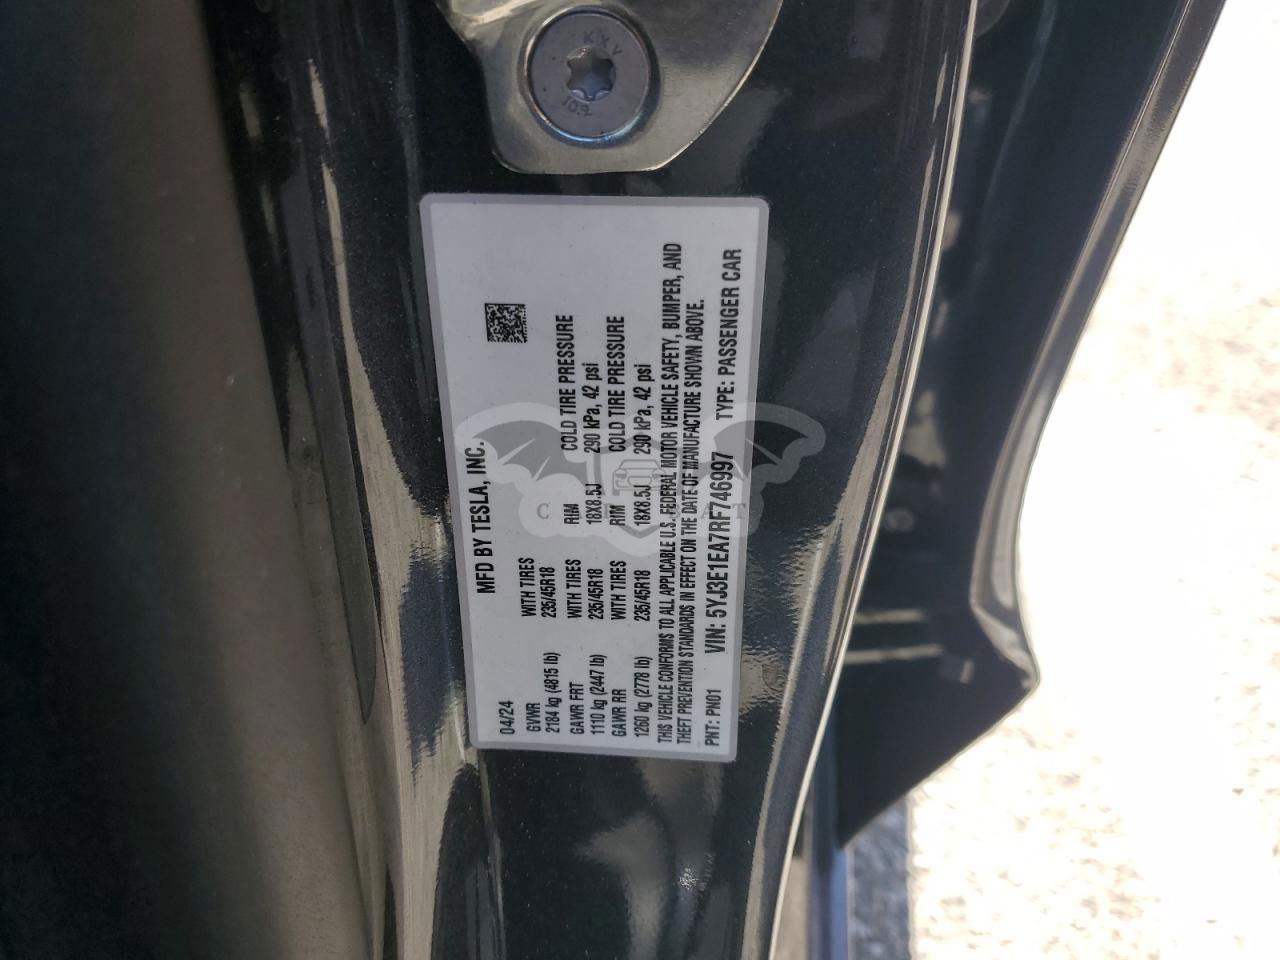 KXY
10.9
MFD BY TESLA, INC.
04/24
GVWR WITH TIRES
2184 kg (4815 lb) 235/45R18
GAWR FRT WITH TIRES RIM COLD TIRE PRESSURE
1110 kg (2447 lb) 235/45R18 18X8.5J 290 kPa, 42 psi
GAWR RR WITH TIRES RIM COLD TIRE PRESSURE
1260 kg (2778 lb) 235/45R18 18X8.5J 290 kPa, 42 psi
THIS VEHICLE CONFORMS TO ALL APPLICABLE U.S. FEDERAL MOTOR VEHICLE SAFETY, BUMPER, AND
THEFT PREVENTION STANDARDS IN EFFECT ON THE DATE OF MANUFACTURE SHOWN ABOVE.
PNT: PN01 VIN: 5YJ3E1EA7RF746997 TYPE: PASSENGER CAR